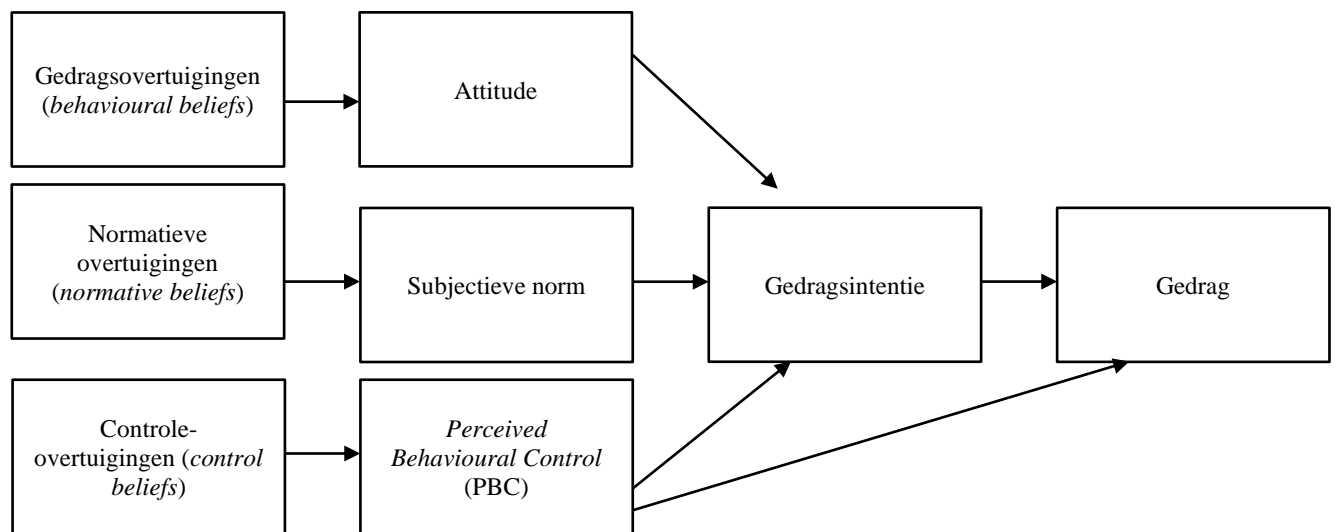 Gedragsovertuigingen
(behavioural beliefs)
Attitude
Normatieve
overtuigingen
(normative beliefs)
Subjectieve norm
Gedragsintentie
Gedrag
Controle-
overtuigingen (control
beliefs)
Perceived
Behavioural Control
(PBC)